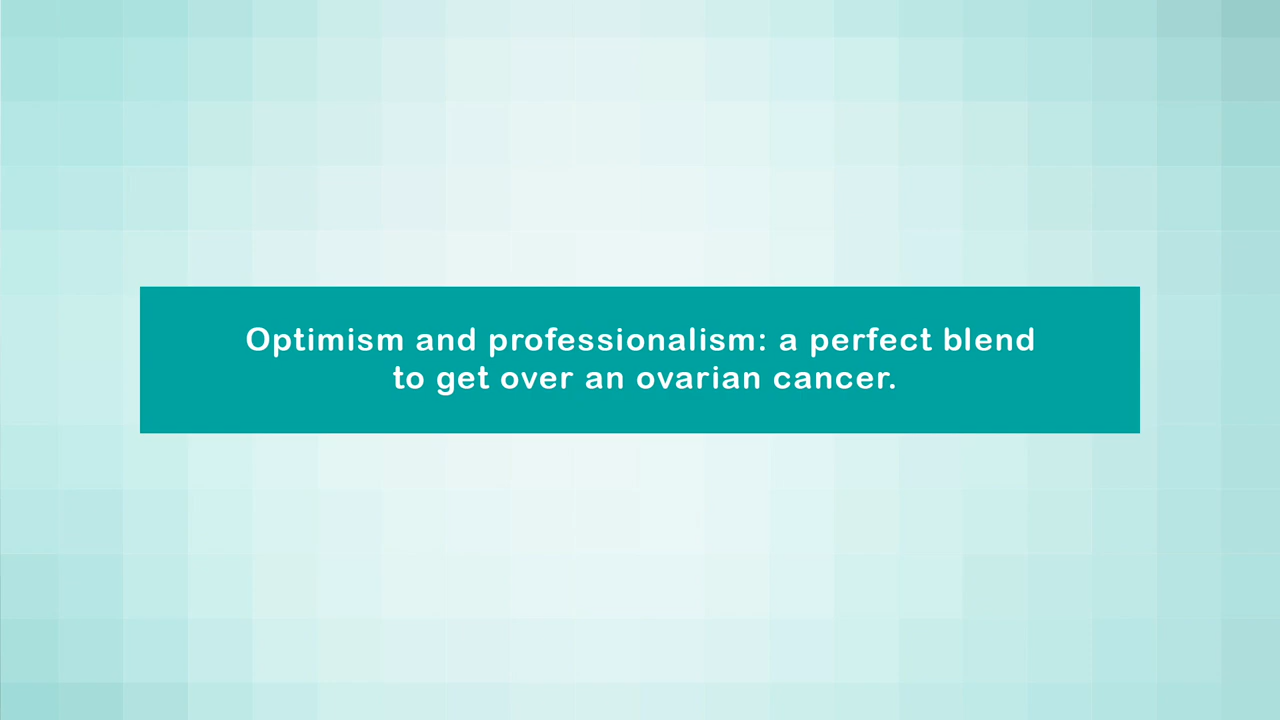 Optimism and professionalism: a perfect blend
to get over an ovarian cancer.